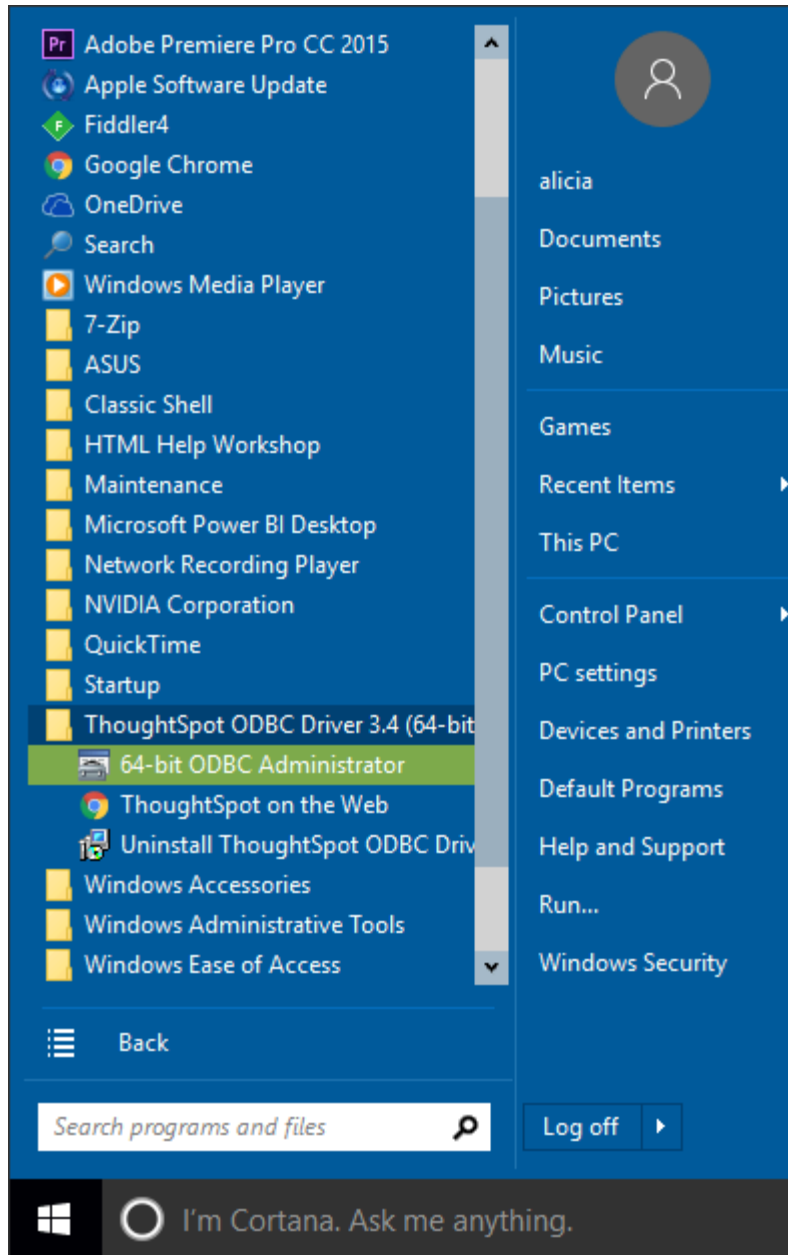 Pr Adobe Premiere Pro CC 2015
Apple Software Update
F Fiddler4
Google Chrome
OneDrive
Search
Windows Media Player
7-Zip
ASUS
Classic Shell
HTML Help Workshop
Maintenance
Microsoft Power BI Desktop
Network Recording Player
NVIDIA Corporation
QuickTime
Startup
ThoughtSpot ODBC Driver 3.4 (64-bit
64-bit ODBC Administrator
ThoughtSpot on the Web
Uninstall ThoughtSpot ODBC Driv
Windows Accessories
Windows Administrative Tools
Windows Ease of Access
Back
Search programs and files
alicia
Documents
Pictures
Music
Games
Recent Items
This PC
Control Panel
PC settings
Devices and Printers
Default Programs
Help and Support
Run...
Windows Security
Log off
I'm Cortana. Ask me anything.